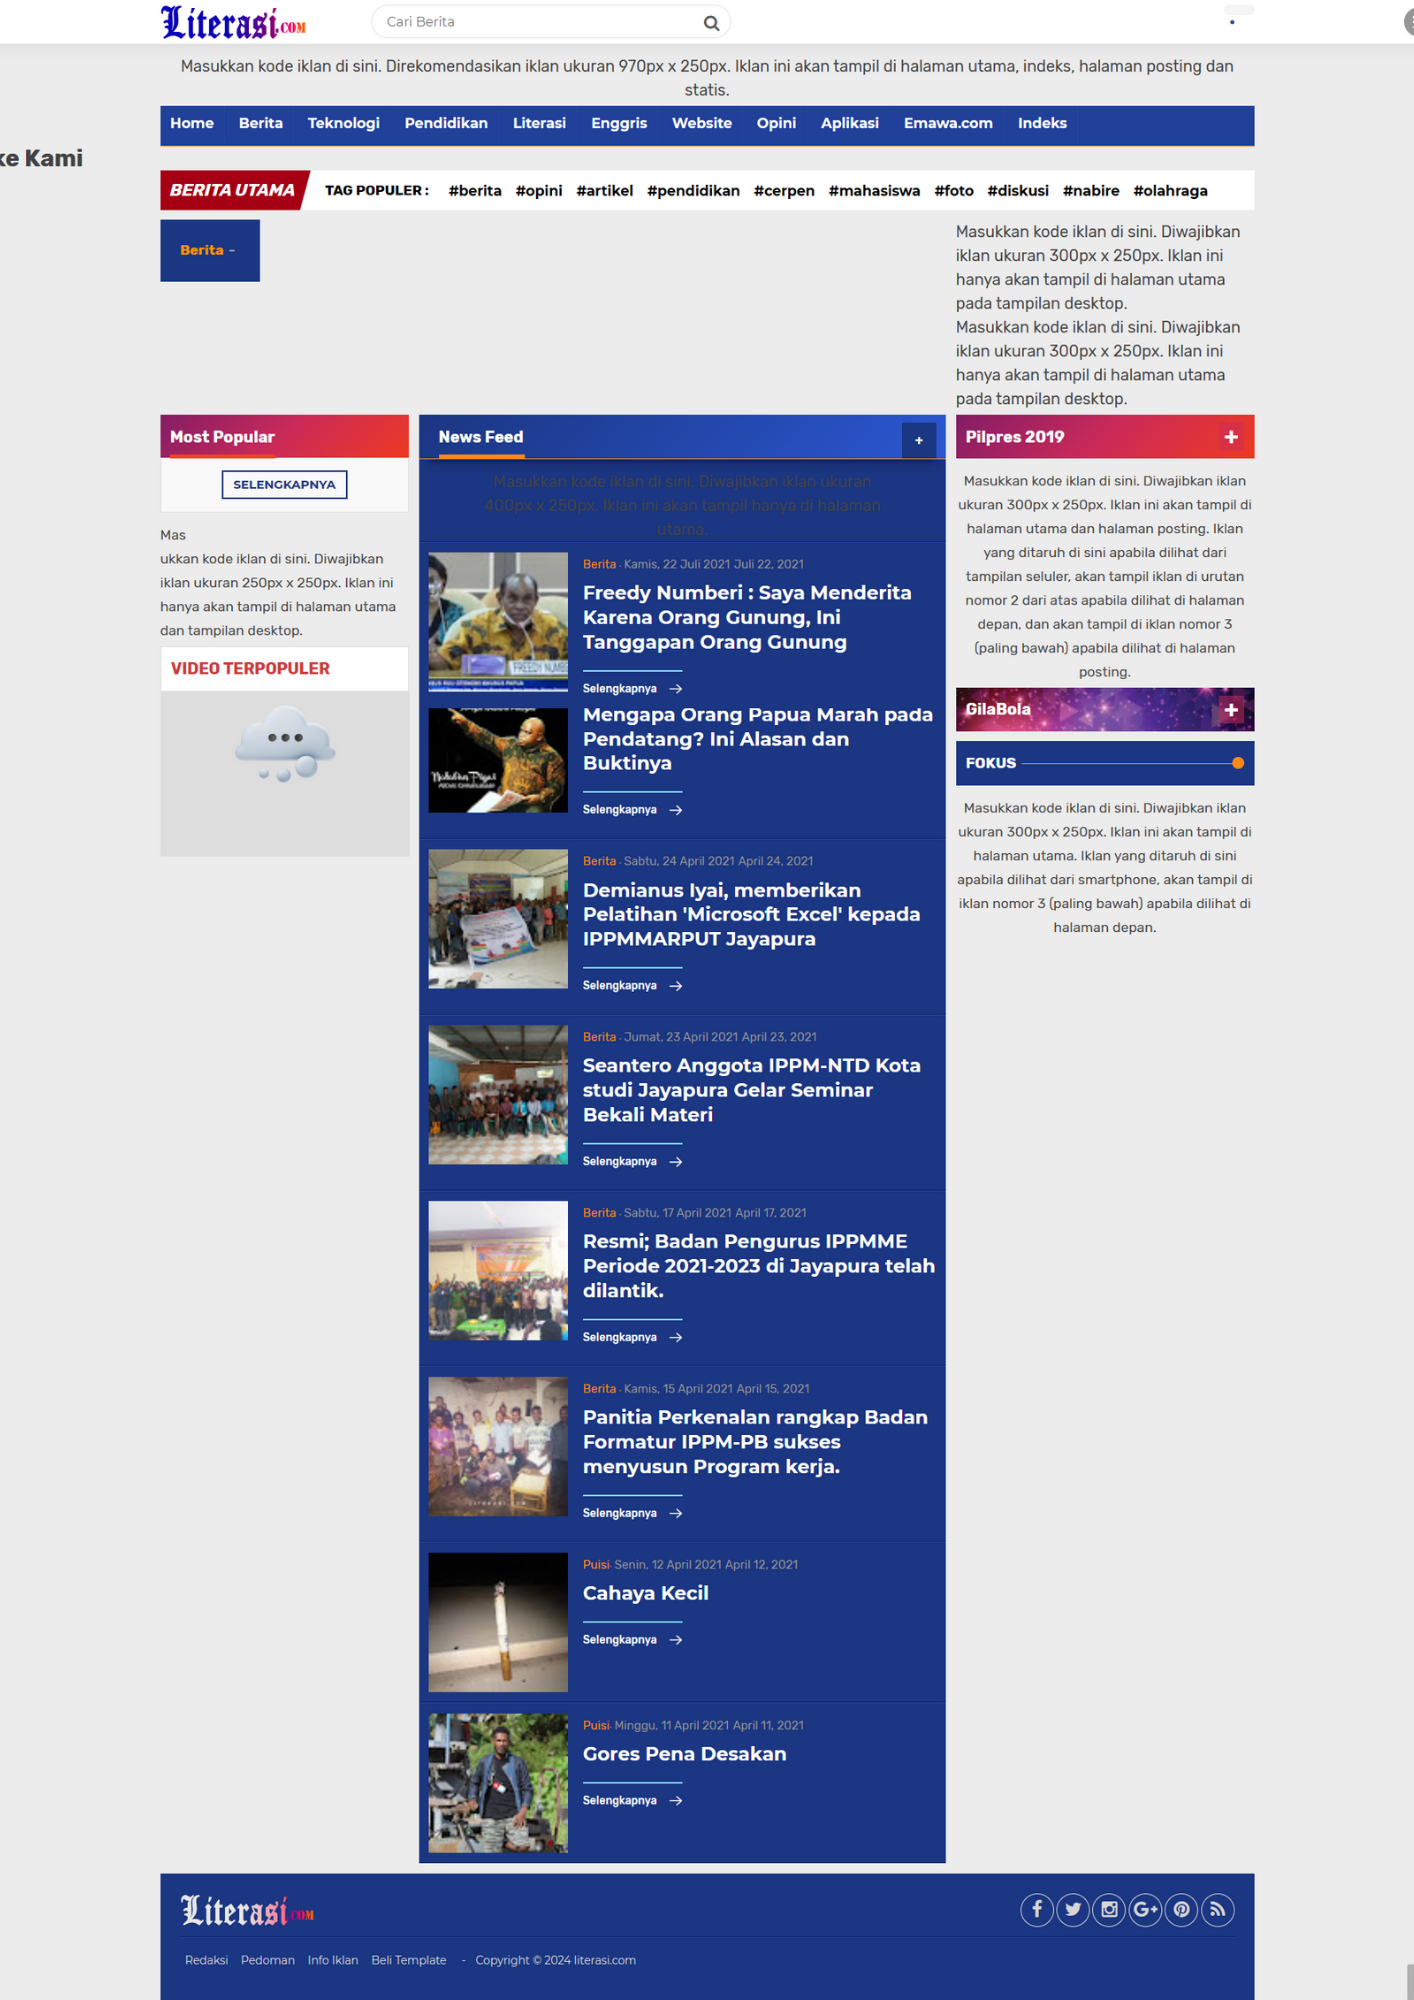 Literasi.COM
Cari Berita
Masukkan kode iklan di sini. Direkomendasikan iklan ukuran 970px x 250px. Iklan ini akan tampil di halaman utama, indeks, halaman posting dan
statis.
Home Berita Teknologi Pendidikan Literasi Enggris Website Opini Aplikasi Emawa.com Indeks
ke Kami
BERITA UTAMA TAG POPULER : #berita #opini #artikel #pendidikan #cerpen #mahasiswa #foto #diskusi #nabire #olahraga
Berita -
Masukkan kode iklan di sini. Diwajibkan
iklan ukuran 300px x 250px. Iklan ini
hanya akan tampil di halaman utama
pada tampilan desktop.
Masukkan kode iklan di sini. Diwajibkan
iklan ukuran 300px x 250px. Iklan ini
hanya akan tampil di halaman utama
pada tampilan desktop.
Most Popular
SELENGKAPNYA
Mas
ukkan kode iklan di sini. Diwajibkan
iklan ukuran 250px x 250px. Iklan ini
hanya akan tampil di halaman utama
dan tampilan desktop.
VIDEO TERPOPULER
News Feed +
Masukkan kode iklan di sini. Diwajibkan iklan ukuran
400px x 250px. Iklan ini akan tampil hanya di halaman
utama.
FREEDY NUMB
Berita · Kamis, 22 Juli 2021 Juli 22, 2021
Freedy Numberi : Saya Menderita
Karena Orang Gunung, Ini
Tanggapan Orang Gunung
Selengkapnya →
Mengapa Orang Papua Marah pada
Pendatang? Ini Alasan dan
Buktinya
Selengkapnya →
Berita · Sabtu, 24 April 2021 April 24, 2021
Demianus Iyai, memberikan
Pelatihan 'Microsoft Excel' kepada
IPPMMARPUT Jayapura
Selengkapnya →
Berita · Jumat, 23 April 2021 April 23, 2021
Seantero Anggota IPPM-NTD Kota
studi Jayapura Gelar Seminar
Bekali Materi
Selengkapnya →
Berita · Sabtu, 17 April 2021 April 17, 2021
Resmi; Badan Pengurus IPPMME
Periode 2021-2023 di Jayapura telah
dilantik.
Selengkapnya →
LITERASI.COM
Berita · Kamis, 15 April 2021 April 15, 2021
Panitia Perkenalan rangkap Badan
Formatur IPPM-PB sukses
menyusun Program kerja.
Selengkapnya →
Puisi· Senin, 12 April 2021 April 12, 2021
Cahaya Kecil
Selengkapnya →
Puisi· Minggu, 11 April 2021 April 11, 2021
Gores Pena Desakan
Selengkapnya →
Pilpres 2019 +
Masukkan kode iklan di sini. Diwajibkan iklan
ukuran 300px x 250px. Iklan ini akan tampil di
halaman utama dan halaman posting. Iklan
yang ditaruh di sini apabila dilihat dari
tampilan seluler, akan tampil iklan di urutan
nomor 2 dari atas apabila dilihat di halaman
depan, dan akan tampil di iklan nomor 3
(paling bawah) apabila dilihat di halaman
posting.
GilaBola +
FOKUS
Masukkan kode iklan di sini. Diwajibkan iklan
ukuran 300px x 250px. Iklan ini akan tampil di
halaman utama. Iklan yang ditaruh di sini
apabila dilihat dari smartphone, akan tampil di
iklan nomor 3 (paling bawah) apabila dilihat di
halaman depan.
Literasi.COM
Redaksi Pedoman Info Iklan Beli Template - Copyright © 2024 literasi.com